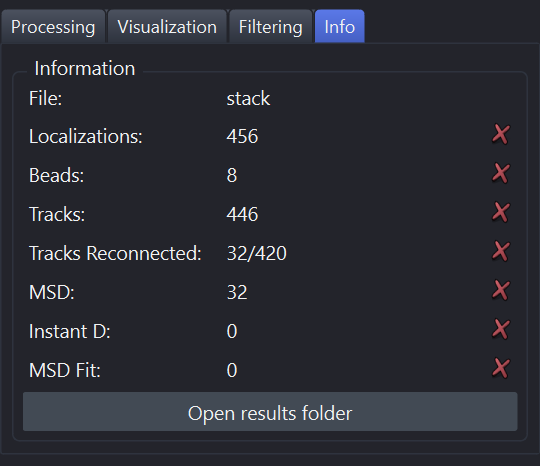 Processing Visualization Filtering Info
Information
File: stack
Localizations: 456
Beads: 8
Tracks: 446
Tracks Reconnected: 32/420
MSD: 32
Instant D: 0
MSD Fit: 0
Open results folder